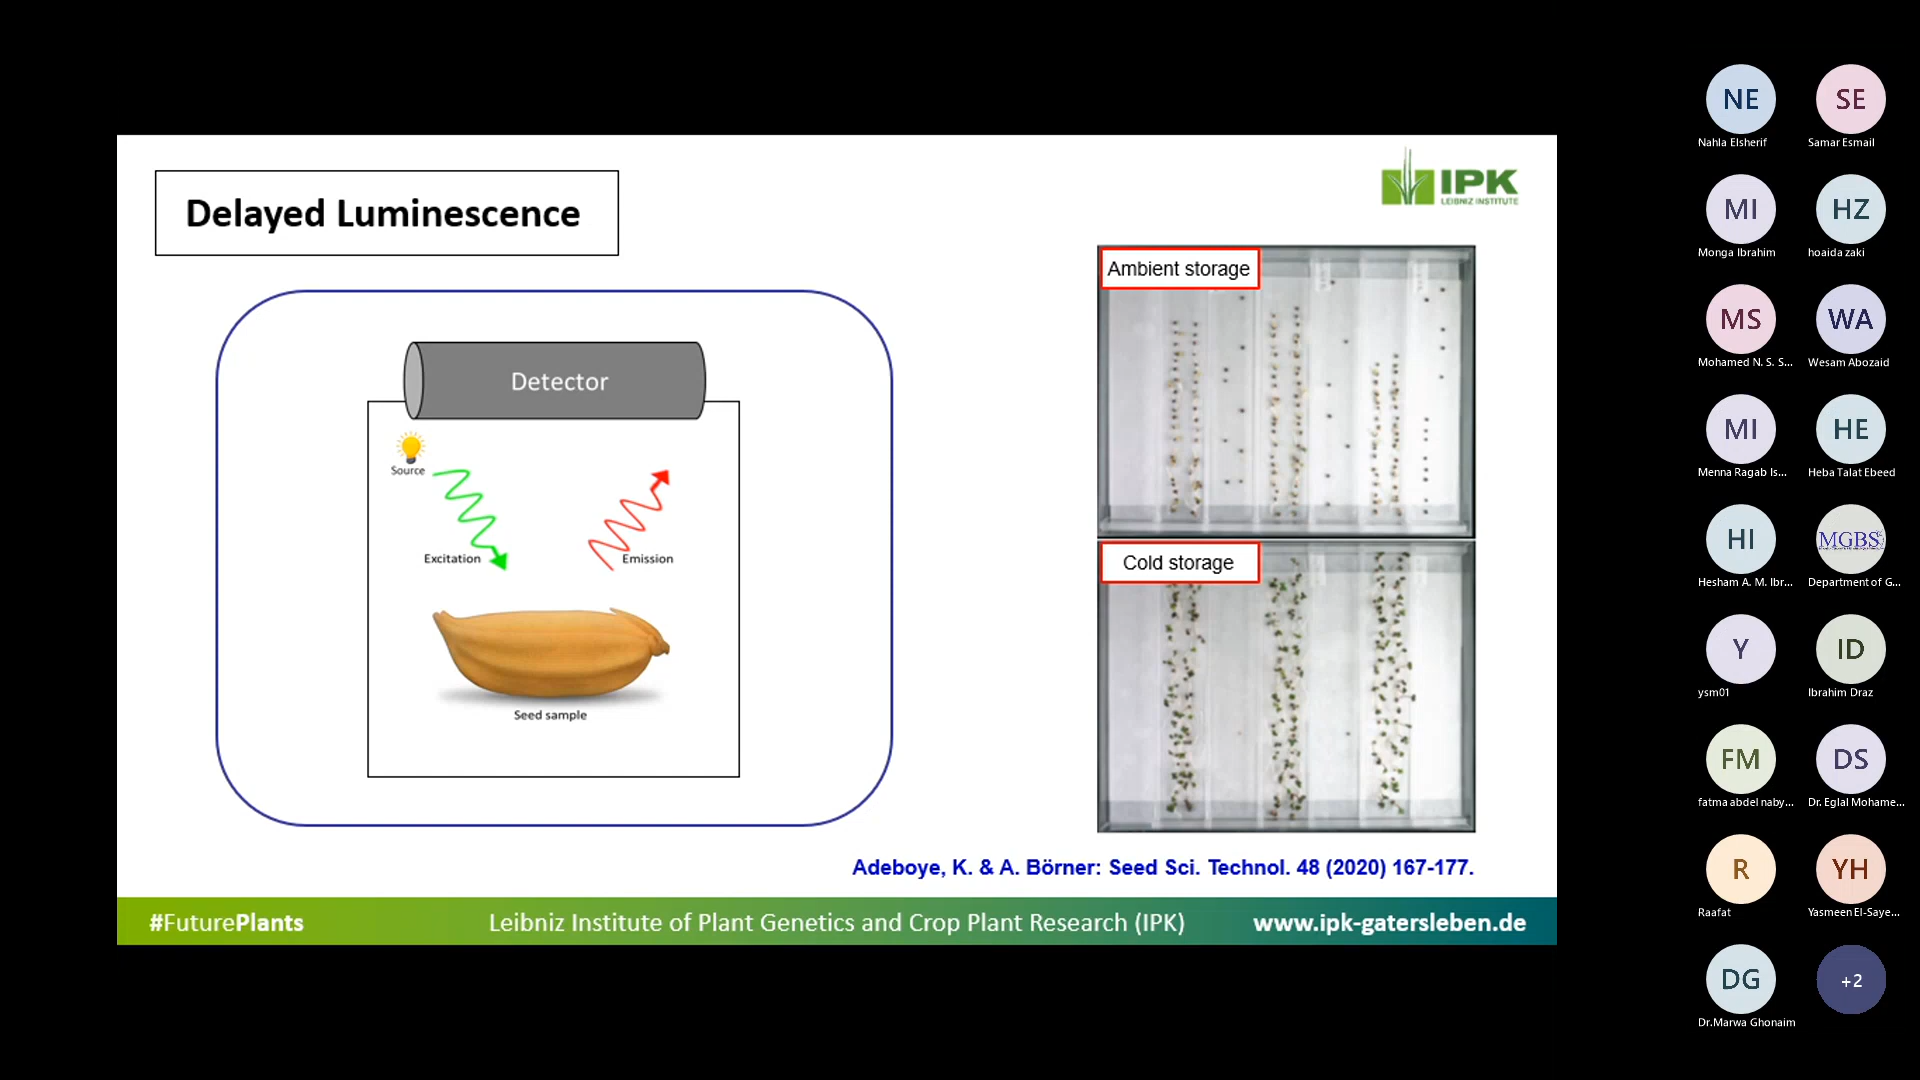 Delayed Luminescence
IPK
LEIBNIZ INSTITUTE
Detector
Source
Excitation
Emission
Seed sample
Ambient storage
Cold storage
Adeboye, K. & A. Börner: Seed Sci. Technol. 48 (2020) 167-177.
#FuturePlants
Leibniz Institute of Plant Genetics and Crop Plant Research (IPK)
www.ipk-gatersleben.de
NE
Nahla Elsherif
SE
Samar Esmail
MI
Monga Ibrahim
HZ
hoaida zaki
MS
Mohamed N. S. S...
WA
Wesam Abozaid
MI
Menna Ragab Is...
HE
Heba Talat Ebeed
HI
Hesham A. M. Ibr...
MGBS
Department of G...
Y
ysm01
ID
Ibrahim Draz
FM
fatma abdel naby...
DS
Dr. Eglal Mohame...
R
Raafat
YH
Yasmeen El-Saye...
DG
Dr.Marwa Ghonaim
+2